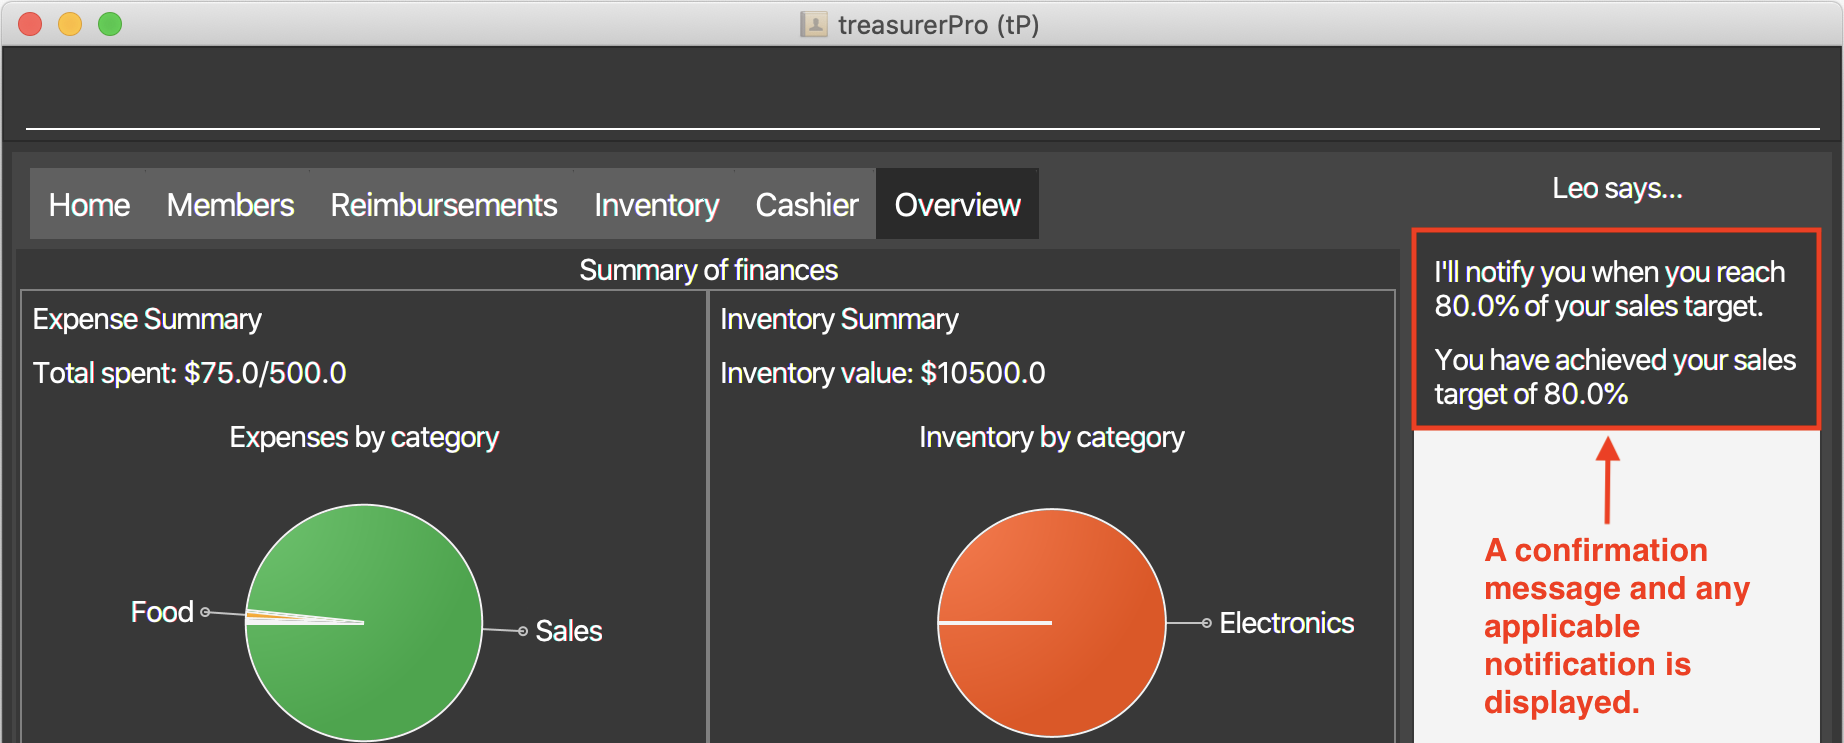 treasurerPro (tP)
Home Members Reimbursements Inventory Cashier Overview
Summary of finances
Expense Summary
Total spent: $75.0/500.0
Expenses by category
Food
Sales
Inventory Summary
Inventory value: $10500.0
Inventory by category
Electronics
Leo says...
I'll notify you when you reach
80.0% of your sales target.
You have achieved your sales
target of 80.0%
A confirmation
message and any
applicable
notification is
displayed.